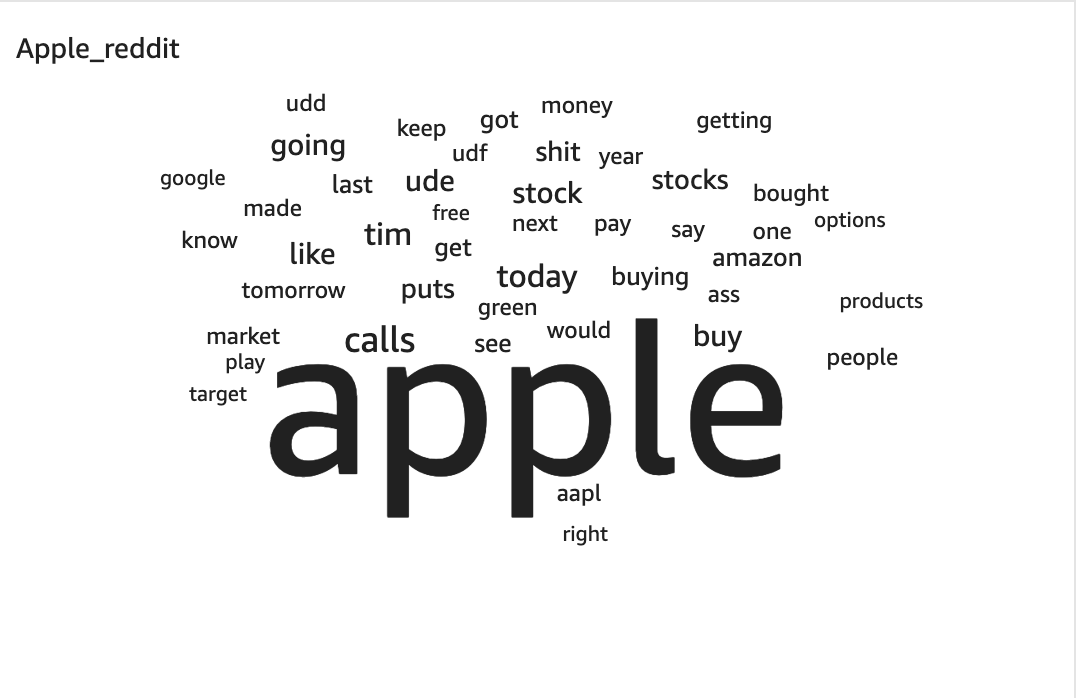 Apple_reddit
udd
money
got
getting
keep
going
shit
udf
year
google
last
ude
stocks
stock
bought
made
free
options
next
pay
say
one
tim
know
get
like
amazon
today
buying
tomorrow
puts
ass
products
green
would
market
calls
see
buy
play
people
target
apple
aapl
right